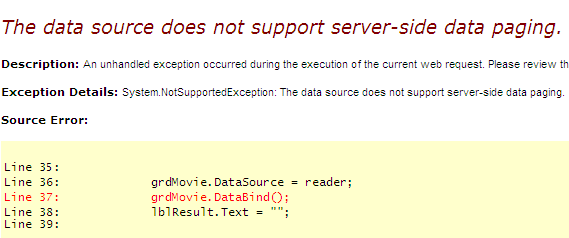 The data source does not support server-side data paging.
Description: An unhandled exception occurred during the execution of the current web request. Please review th
Exception Details: System.NotSupportedException: The data source does not support server-side data paging.
Source Error:
Line 35:
Line 36: grdMovie.DataSource = reader;
Line 37: grdMovie.DataBind();
Line 38: lblResult.Text = "";
Line 39: